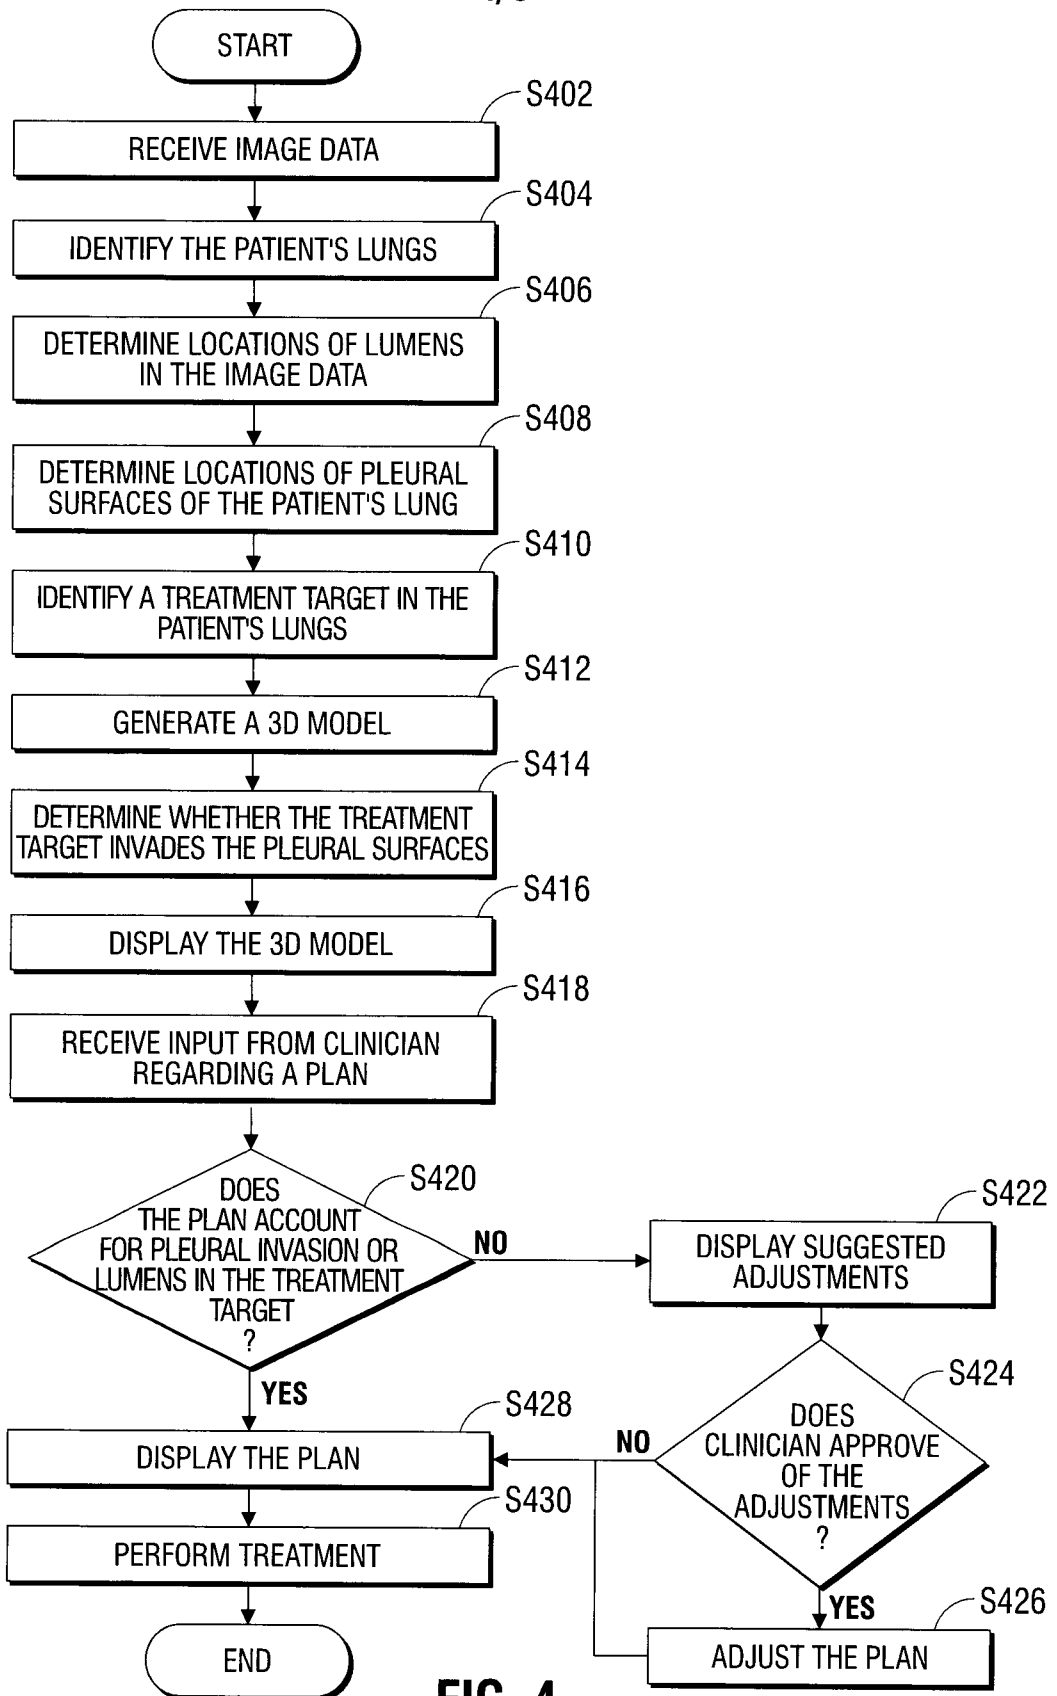 START
S402
RECEIVE IMAGE DATA
S404
IDENTIFY THE PATIENT'S LUNGS
S406
DETERMINE LOCATIONS OF LUMENS
IN THE IMAGE DATA
S408
DETERMINE LOCATIONS OF PLEURAL
SURFACES OF THE PATIENT'S LUNG
S410
IDENTIFY A TREATMENT TARGET IN THE
PATIENT'S LUNGS
S412
GENERATE A 3D MODEL
S414
DETERMINE WHETHER THE TREATMENT
TARGET INVADES THE PLEURAL SURFACES
S416
DISPLAY THE 3D MODEL
S418
RECEIVE INPUT FROM CLINICIAN
REGARDING A PLAN
S420
DOES
THE PLAN ACCOUNT
FOR PLEURAL INVASION OR
LUMENS IN THE TREATMENT
TARGET
?
NO
S422
DISPLAY SUGGESTED
ADJUSTMENTS
S424
DOES
CLINICIAN APPROVE
OF THE
ADJUSTMENTS
?
NO
YES
S426
ADJUST THE PLAN
YES
S428
DISPLAY THE PLAN
S430
PERFORM TREATMENT
END
FIG. 4